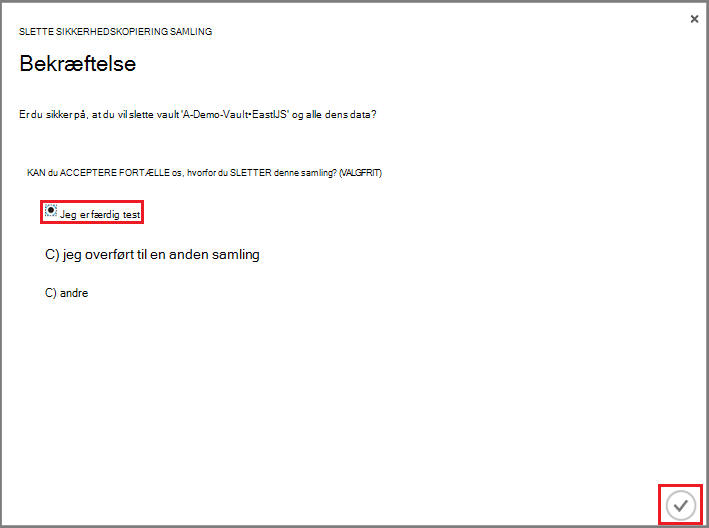 SLETTE SIKKERHEDSKOPIERING SAMLING
Bekræftelse
Er du sikker på, at du vil slette vault 'A-Demo-Vault•EastIJS' og alle dens data?
KAN du ACCEPTERE FORTÆLLE os, hvorfor du SLETTER denne samling? (VALGFRIT)
Jeg er færdig test
C) jeg overført til en anden samling
C) andre